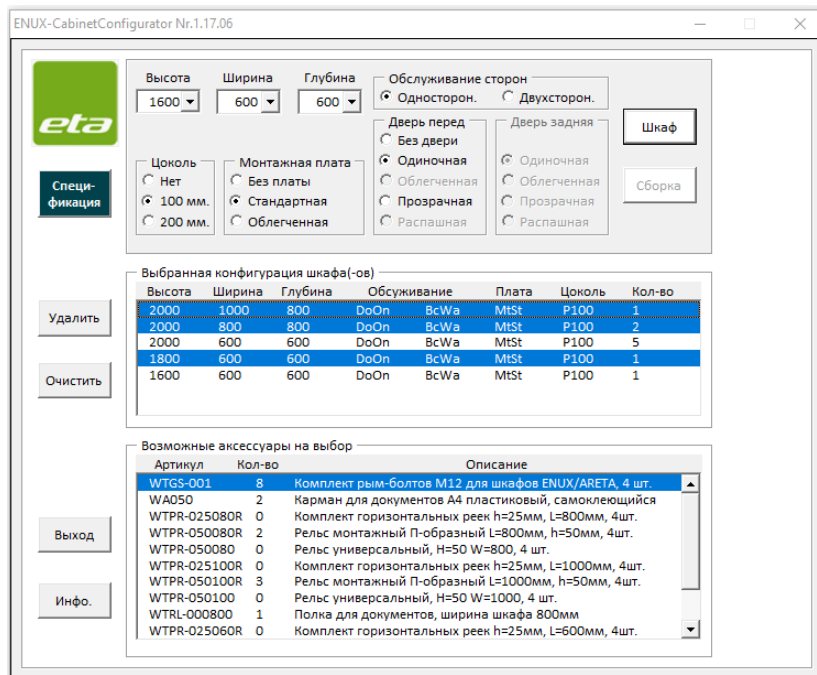 ENUX-CabinetConfigurator Nr.1.17.06
eta
Высота Ширина Глубина
1600 600 600
Обслуживание сторон
Односторон. Двухсторон.
Дверь перед
Без двери
Одиночная
Облегченная
Прозрачная
Распашная
Дверь задняя
Одиночная
Облегченная
Прозрачная
Распашная
Шкаф
Сборка
Цоколь
Нет
100 мм.
200 мм.
Монтажная плата
Без платы
Стандартная
Облегченная
Специ-
фикация
Удалить
Очистить
Выход
Инфо.
Выбранная конфигурация шкафа(-ов)
Высота Ширина Глубина Обсуживание Плата Цоколь Кол-во
2000 1000 800 DoOn BcWa MtSt P100 1
2000 800 800 DoOn BcWa MtSt P100 2
2000 600 600 DoOn BcWa MtSt P100 5
1800 600 600 DoOn BcWa MtSt P100 1
1600 600 600 DoOn BcWa MtSt P100 1
Возможные аксессуары на выбор
Артикул Кол-во Описание
WTGS-001 8 Комплект рым-болтов M12 для шкафов ENUX/ARETA, 4 шт.
WA050 2 Карман для документов A4 пластиковый, самоклеющийся
WTPR-025080R 0 Комплект горизонтальных реек h=25мм, L=800мм, 4шт.
WTPR-050080R 2 Рельс монтажный П-образный L=800мм, h=50мм, 4шт.
WTPR-050080 0 Рельс универсальный, H=50 W=800, 4 шт.
WTPR-025100R 0 Комплект горизонтальных реек h=25мм, L=1000мм, 4шт.
WTPR-050100R 3 Рельс монтажный П-образный L=1000мм, h=50мм, 4шт.
WTPR-050100 0 Рельс универсальный, H=50 W=1000, 4 шт.
WTRL-000800 1 Полка для документов, ширина шкафа 800мм
WTPR-025060R 0 Комплект горизонтальных реек h=25мм, L=600мм, 4шт.